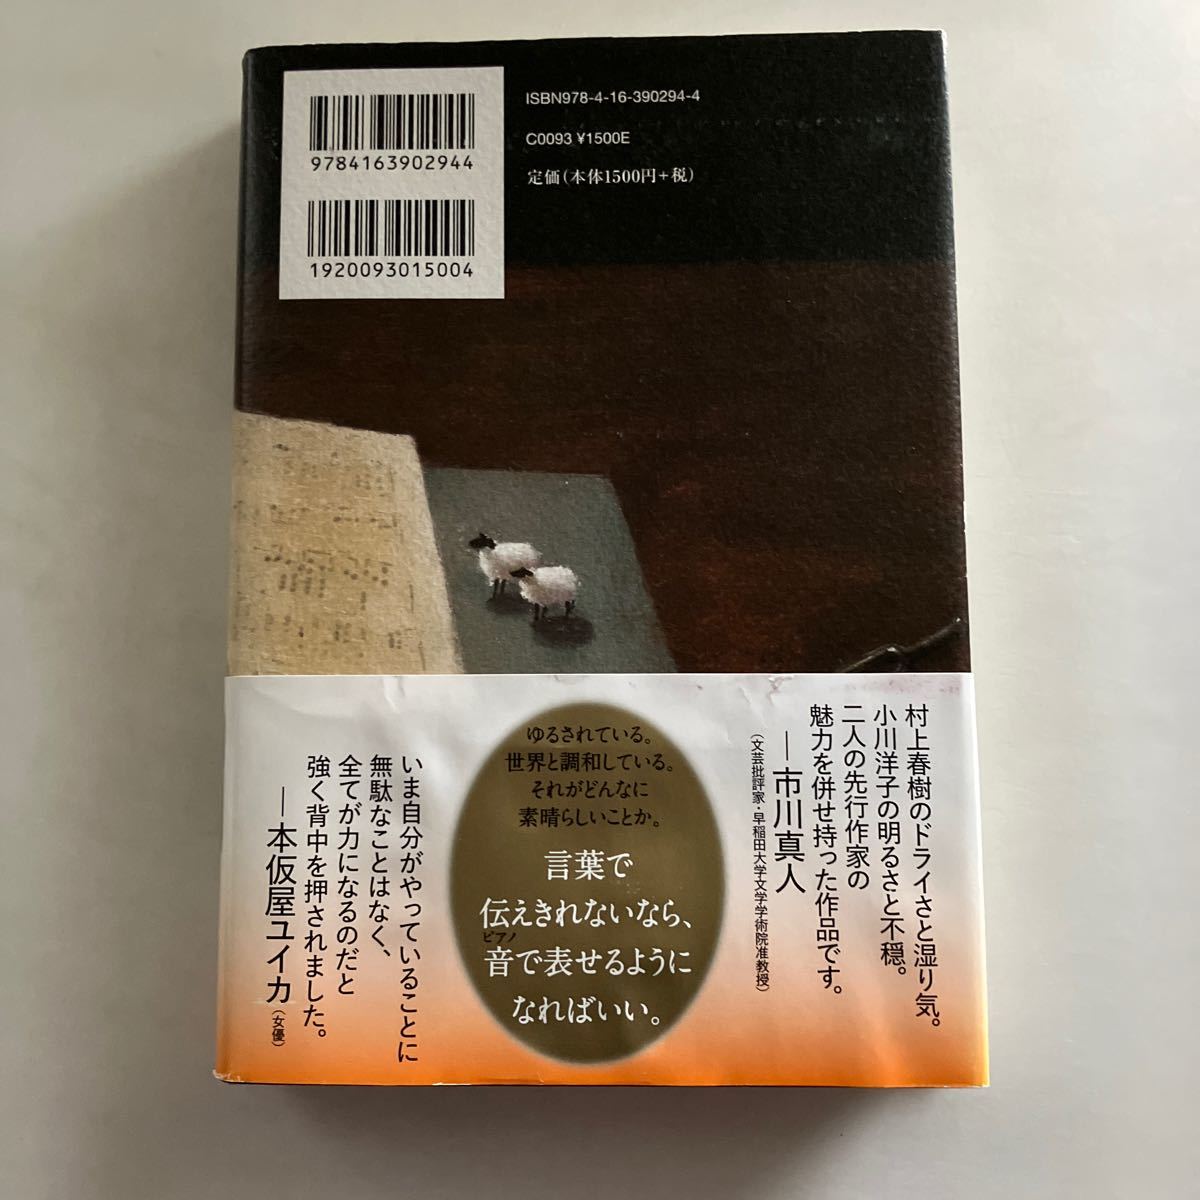 ISBN978-4-16-390294-4
C0093 ¥1500E
定価(本体1500円+税)
9784163902944
1920093015004
村上春樹のドライさと湿り気。
小川洋子の明るさと不穏。
二人の先行作家の
魅力を併せ持った作品です。
―市川真人
(文芸批評家・早稲田大学文学学術院准教授)
ゆるされている。
世界と調和している。
それがどんなに
素晴らしいことか。
言葉で
伝えきれないなら、
ピアノ
音で表せるように
なればいい。
いま自分がやっていることに
無駄なことはなく、
全てが力になるのだと
強く背中を押されました。
―本仮屋ユイカ(女優)